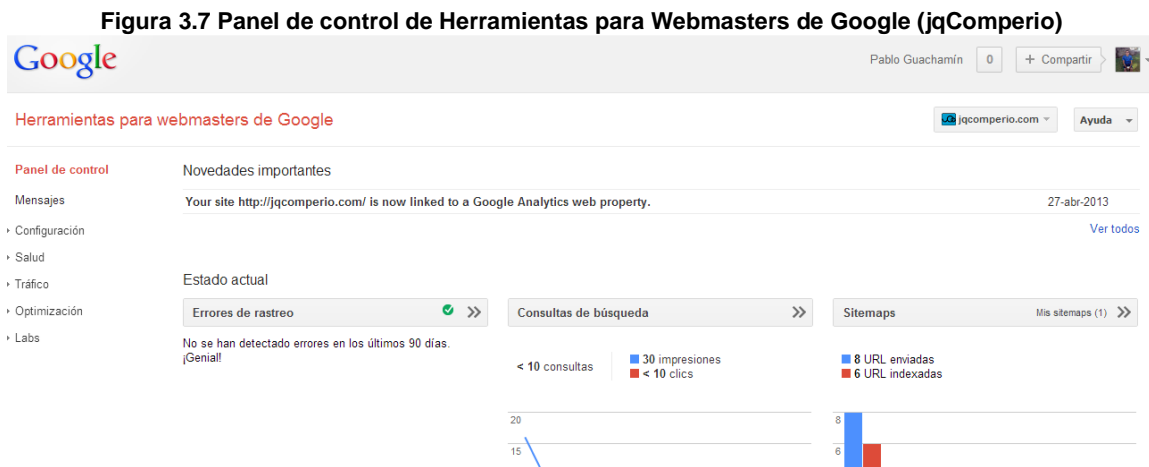 Figura 3.7 Panel de control de Herramientas para Webmasters de Google (jqComperio)
Google
Pablo Guachamín 0 + Compartir
Herramientas para webmasters de Google
jqcomperio.com Ayuda
Panel de control
Mensajes
Configuración
Salud
Tráfico
Optimización
Labs
Novedades importantes
Your site http://jqcomperio.com/ is now linked to a Google Analytics web property. 27-abr-2013
Ver todos
Estado actual
Errores de rastreo
No se han detectado errores en los últimos 90 días.
¡Genial!
Consultas de búsqueda
< 10 consultas
30 impresiones
< 10 clics
20
15
Sitemaps Mis sitemaps (1)
8 URL enviadas
6 URL indexadas
8
6